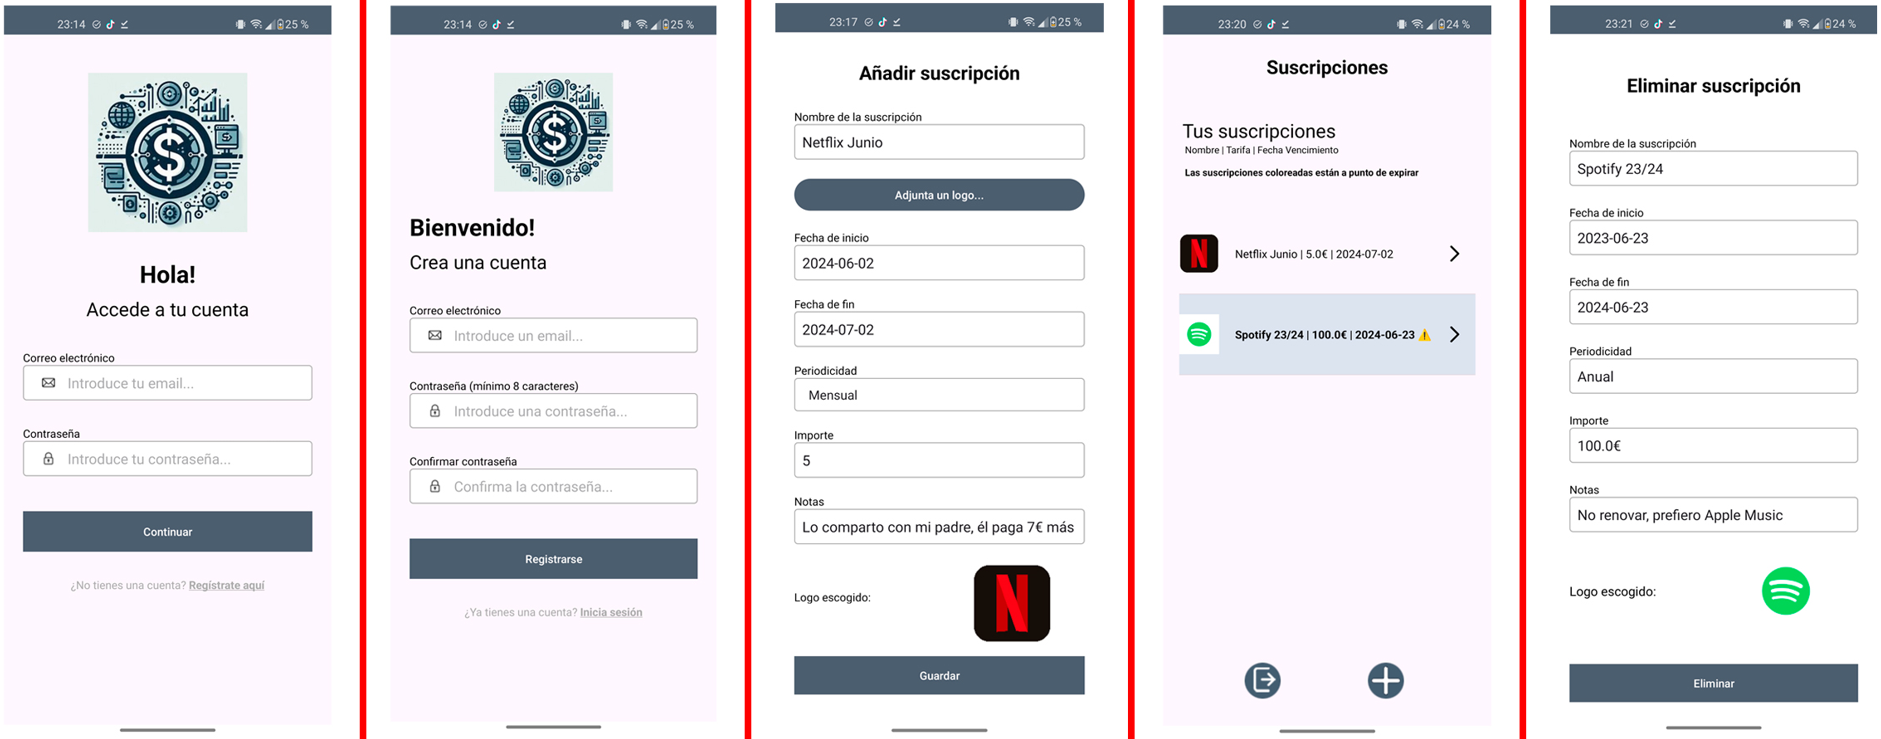 23:14
25 %
$
Hola!
Accede a tu cuenta
Correo electrónico
Introduce tu email...
Contraseña
Introduce tu contraseña...
Continuar
¿No tienes una cuenta? Regístrate aquí
23:14
25 %
$
Bienvenido!
Crea una cuenta
Correo electrónico
Introduce un email...
Contraseña (mínimo 8 caracteres)
Introduce una contraseña...
Confirmar contraseña
Confirma la contraseña...
Registrarse
¿Ya tienes una cuenta? Inicia sesión
23:17
25 %
Añadir suscripción
Nombre de la suscripción
Netflix Junio
Adjunta un logo...
Fecha de inicio
2024-06-02
Fecha de fin
2024-07-02
Periodicidad
Mensual
Importe
5
Notas
Lo comparto con mi padre, él paga 7€ más
Logo escogido:
N
Guardar
23:20
24 %
Suscripciones
Tus suscripciones
Nombre | Tarifa | Fecha Vencimiento
Las suscripciones coloreadas están a punto de expirar
N
Netflix Junio | 5.0€ | 2024-07-02
Spotify 23/24 | 100.0€ | 2024-06-23 ⚠️
23:21
24 %
Eliminar suscripción
Nombre de la suscripción
Spotify 23/24
Fecha de inicio
2023-06-23
Fecha de fin
2024-06-23
Periodicidad
Anual
Importe
100.0€
Notas
No renovar, prefiero Apple Music
Logo escogido:
Eliminar